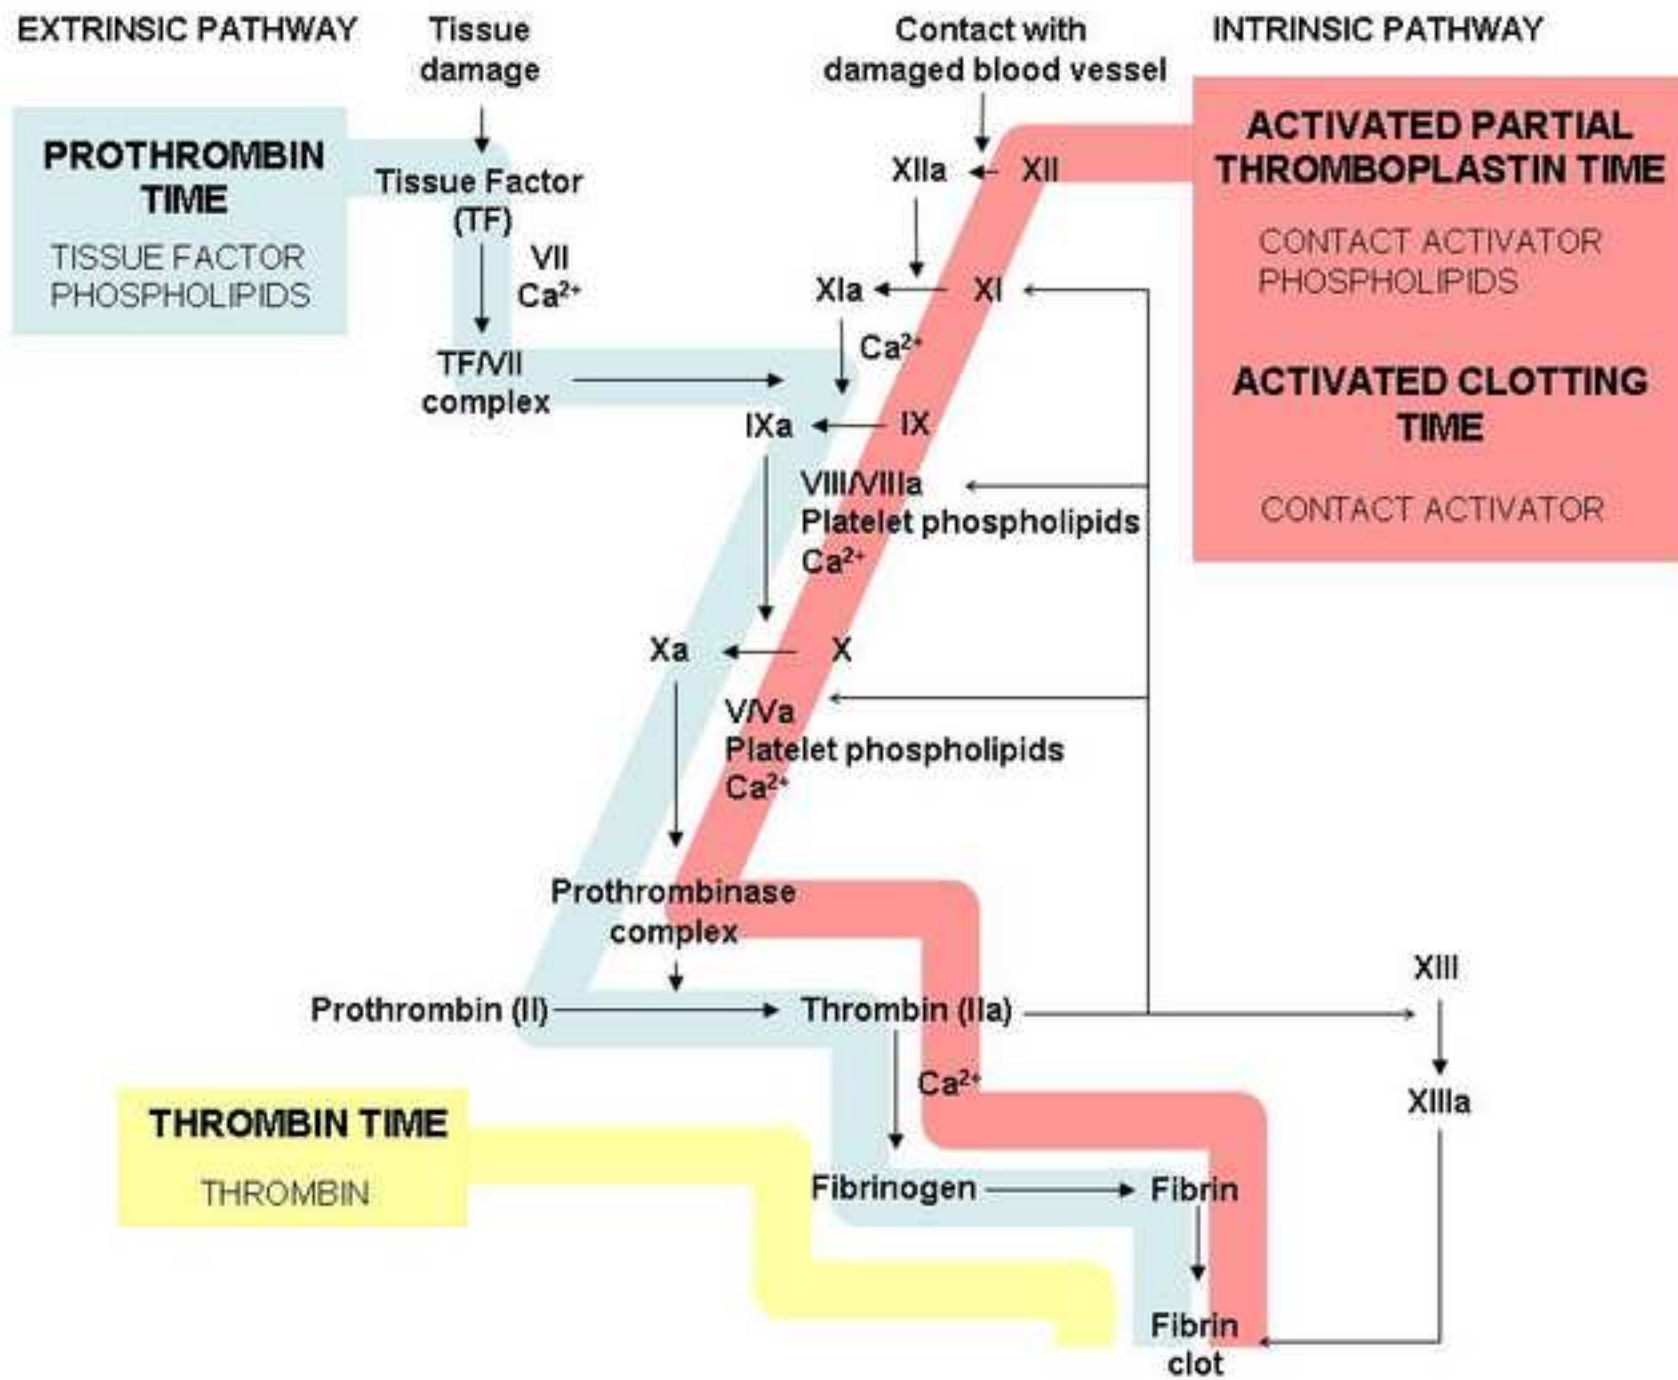 EXTRINSIC PATHWAY
Tissue
damage
Contact with
damaged blood vessel
INTRINSIC PATHWAY
PROTHROMBIN
TIME
TISSUE FACTOR
PHOSPHOLIPIDS
Tissue Factor
(TF)
VII
Ca²⁺
TF/VII
complex
XIIa
XII
XIa
XI
Ca²⁺
IXa
IX
VIII/VIIIa
Platelet phospholipids
Ca²⁺
Xa
X
V/Va
Platelet phospholipids
Ca²⁺
ACTIVATED PARTIAL
THROMBOPLASTIN TIME
CONTACT ACTIVATOR
PHOSPHOLIPIDS
ACTIVATED CLOTTING
TIME
CONTACT ACTIVATOR
Prothrombinase
complex
Prothrombin (II)
Thrombin (IIa)
XIII
Ca²⁺
XIIIa
THROMBIN TIME
THROMBIN
Fibrinogen
Fibrin
Fibrin
clot